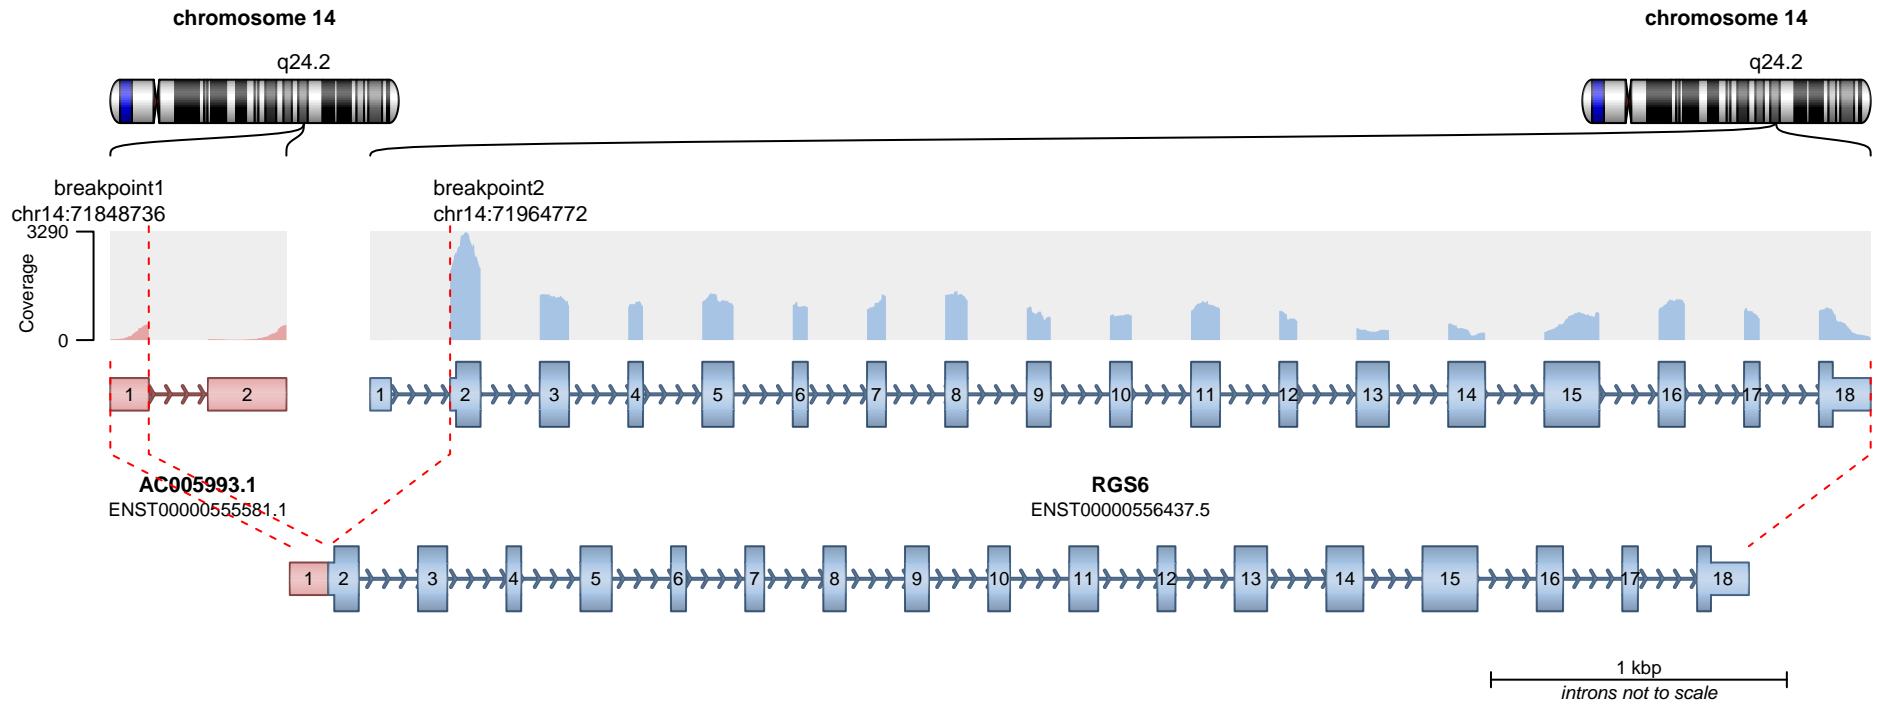 chromosome 14
chromosome 14
q24.2
q24.2
breakpoint1
chr14:71848736
breakpoint2
chr14:71964772
3290
Coverage
0
1 2
1 2 3 4 5 6 7 8 9 10 11 12 13 14 15 16 17 18
AC005993.1
ENST00000555581.1
RGS6
ENST00000556437.5
1 2 3 4 5 6 7 8 9 10 11 12 13 14 15 16 17 18
1 kbp
introns not to scale